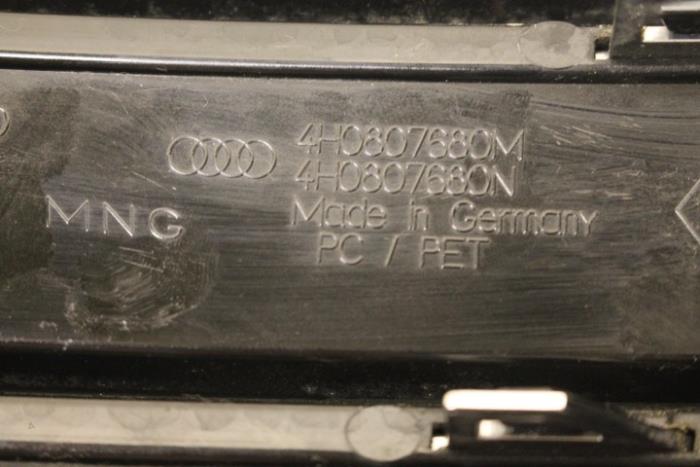 4H0807680M
4H0807680N
MNG
Made in Germany
PC / PET